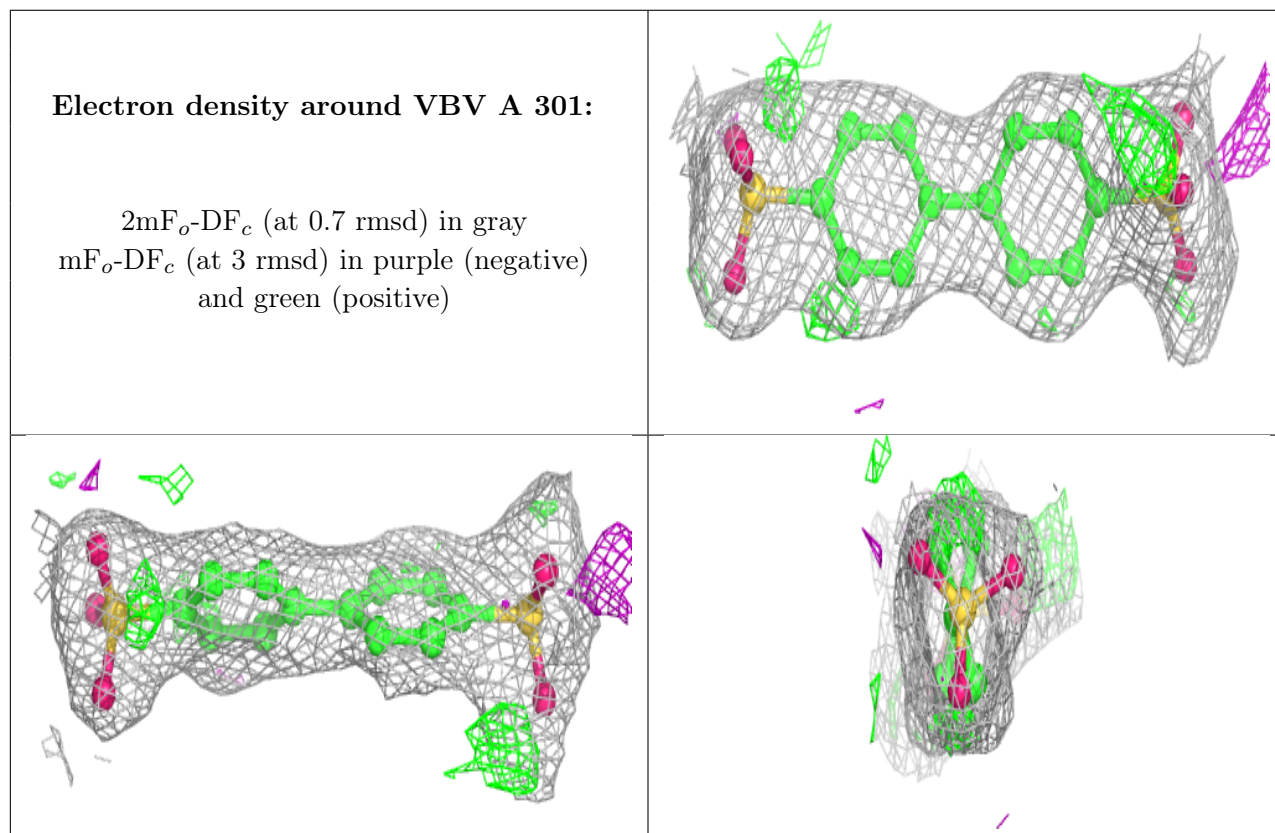 Electron density around VBV A 301:
2mFo-DFc (at 0.7 rmsd) in gray
mFo-DFc (at 3 rmsd) in purple (negative)
and green (positive)